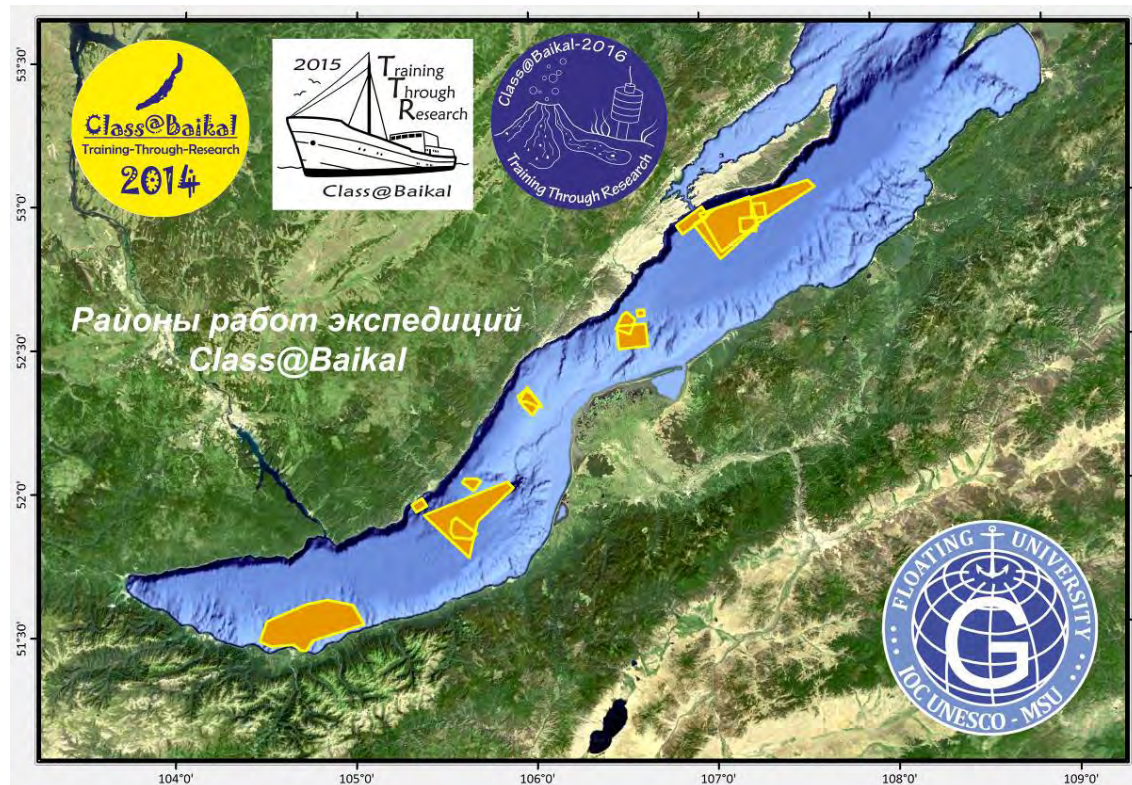 Class@Baikal
Training-Through-Research
2014
2015
Training
Through
Research
Class@Baikal
Class@Baikal-2016
Training Through Research
Районы работ экспедиций
Class@Baikal
FLOATING UNIVERSITY
IOC UNESCO - MSU
G
53°30'
53°0'
52°30'
52°0'
51°30'
104°0'
105°0'
106°0'
107°0'
108°0'
109°0'